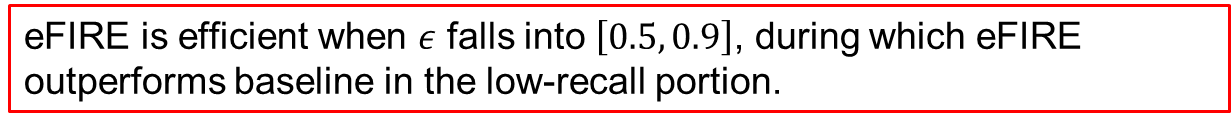 eFIRE is efficient when ϵ falls into [0.5, 0.9], during which eFIRE
outperforms baseline in the low-recall portion.